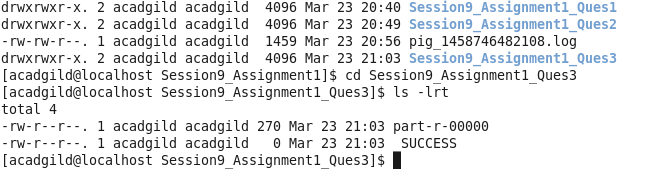 drwxrwxr-x. 2 acadgild acadgild  4096 Mar 23 20:40 Session9_Assignment1_Ques1
drwxrwxr-x. 2 acadgild acadgild  4096 Mar 23 20:49 Session9_Assignment1_Ques2
-rw-rw-r--. 1 acadgild acadgild  1459 Mar 23 20:56 pig_1458746482108.log
drwxrwxr-x. 2 acadgild acadgild  4096 Mar 23 21:03 Session9_Assignment1_Ques3
[acadgild@localhost Session9_Assignment1]$ cd Session9_Assignment1_Ques3
[acadgild@localhost Session9_Assignment1_Ques3]$ ls -lrt
total 4
-rw-r--r--. 1 acadgild acadgild 270 Mar 23 21:03 part-r-00000
-rw-r--r--. 1 acadgild acadgild   0 Mar 23 21:03 _SUCCESS
[acadgild@localhost Session9_Assignment1_Ques3]$